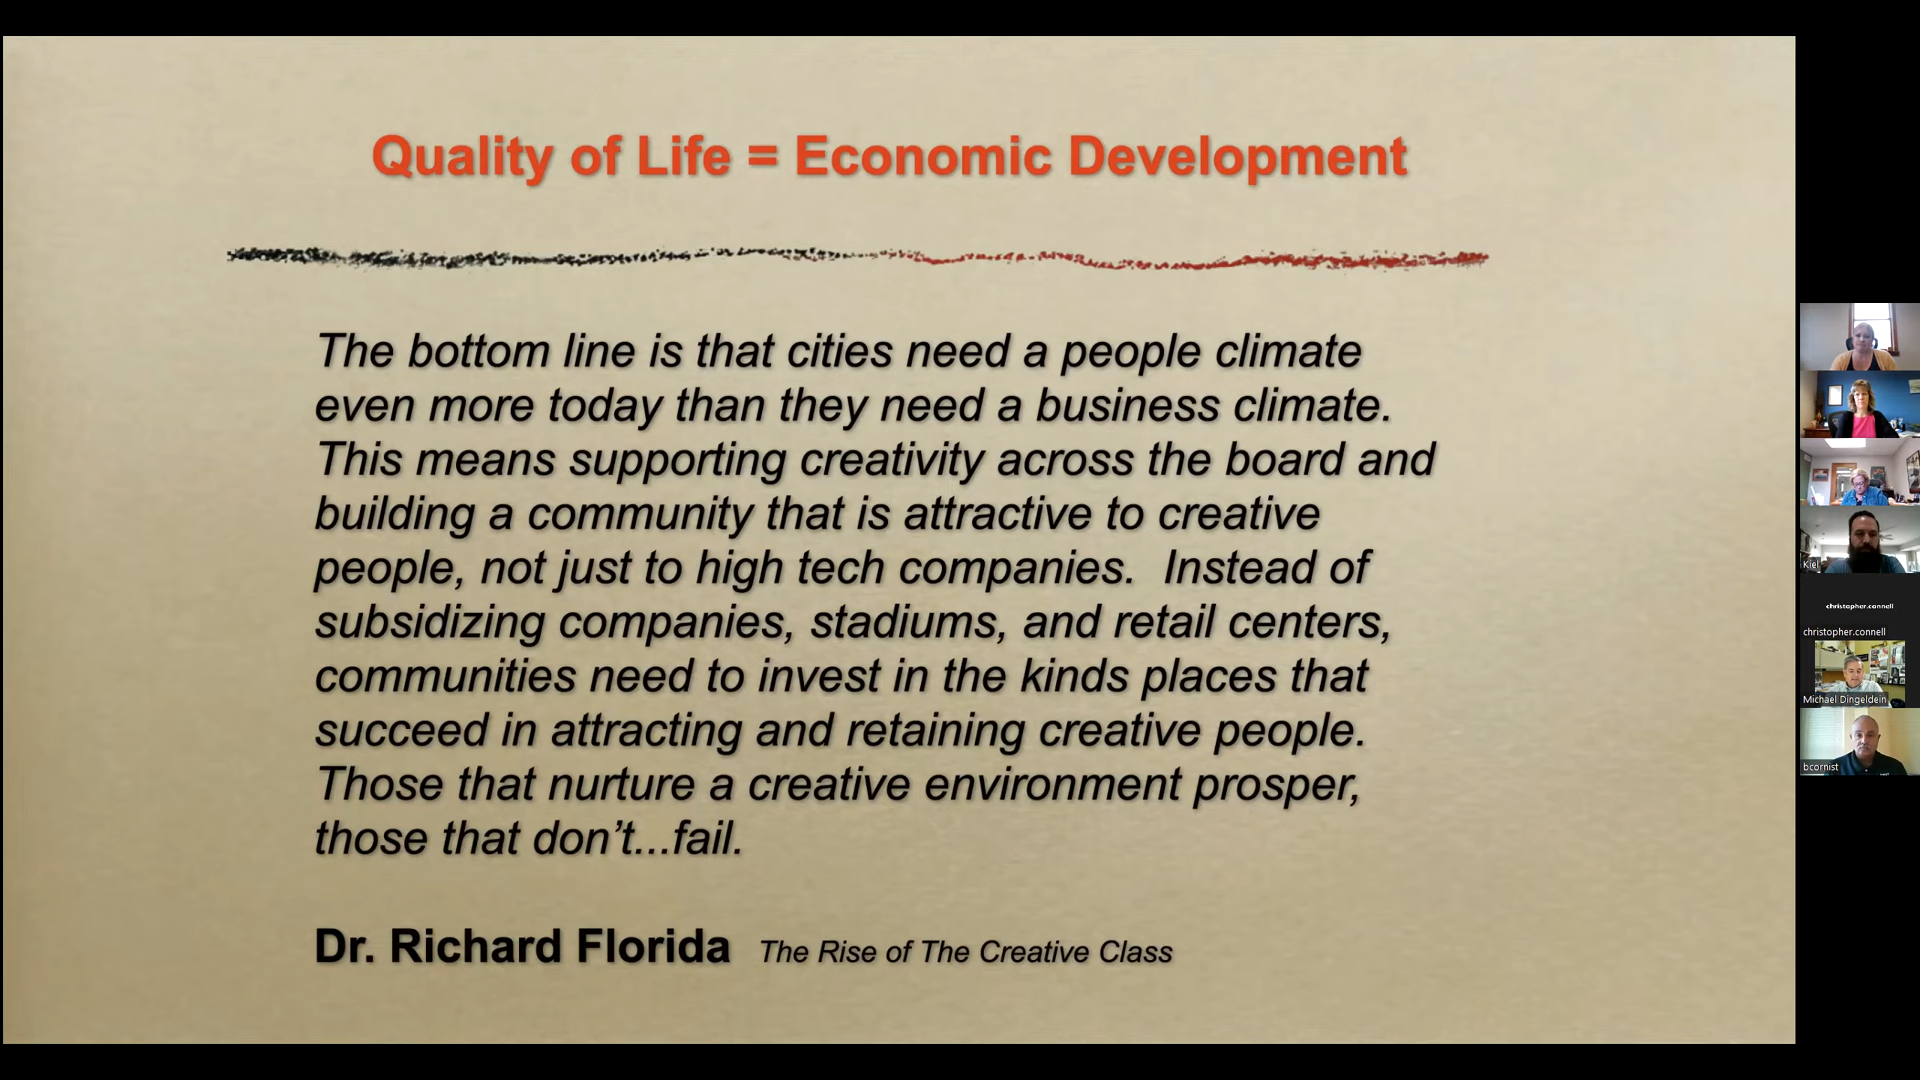 Quality of Life = Economic Development
The bottom line is that cities need a people climate
even more today than they need a business climate.
This means supporting creativity across the board and
building a community that is attractive to creative
people, not just to high tech companies.  Instead of
subsidizing companies, stadiums, and retail centers,
communities need to invest in the kinds places that
succeed in attracting and retaining creative people.
Those that nurture a creative environment prosper,
those that don’t...fail.
Dr. Richard Florida The Rise of The Creative Class
Kiel
christopher.connell
christopher.connell
Michael Dingeldein
bcornist